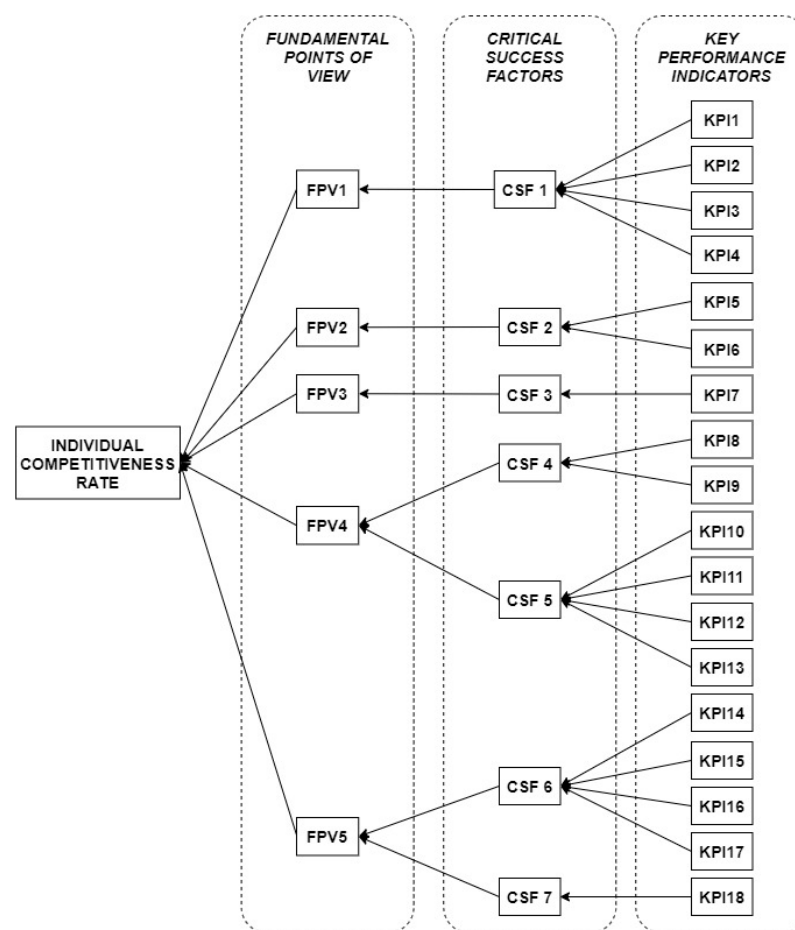 FUNDAMENTAL
POINTS OF
VIEW
CRITICAL
SUCCESS
FACTORS
KEY
PERFORMANCE
INDICATORS
KPI1
KPI2
FPV1
CSF 1
KPI3
KPI4
KPI5
FPV2
CSF 2
KPI6
FPV3
CSF 3
KPI7
INDIVIDUAL
COMPETITIVENESS
RATE
KPI8
CSF 4
KPI9
FPV4
KPI10
KPI11
CSF 5
KPI12
KPI13
KPI14
KPI15
CSF 6
KPI16
FPV5
KPI17
CSF 7
KPI18